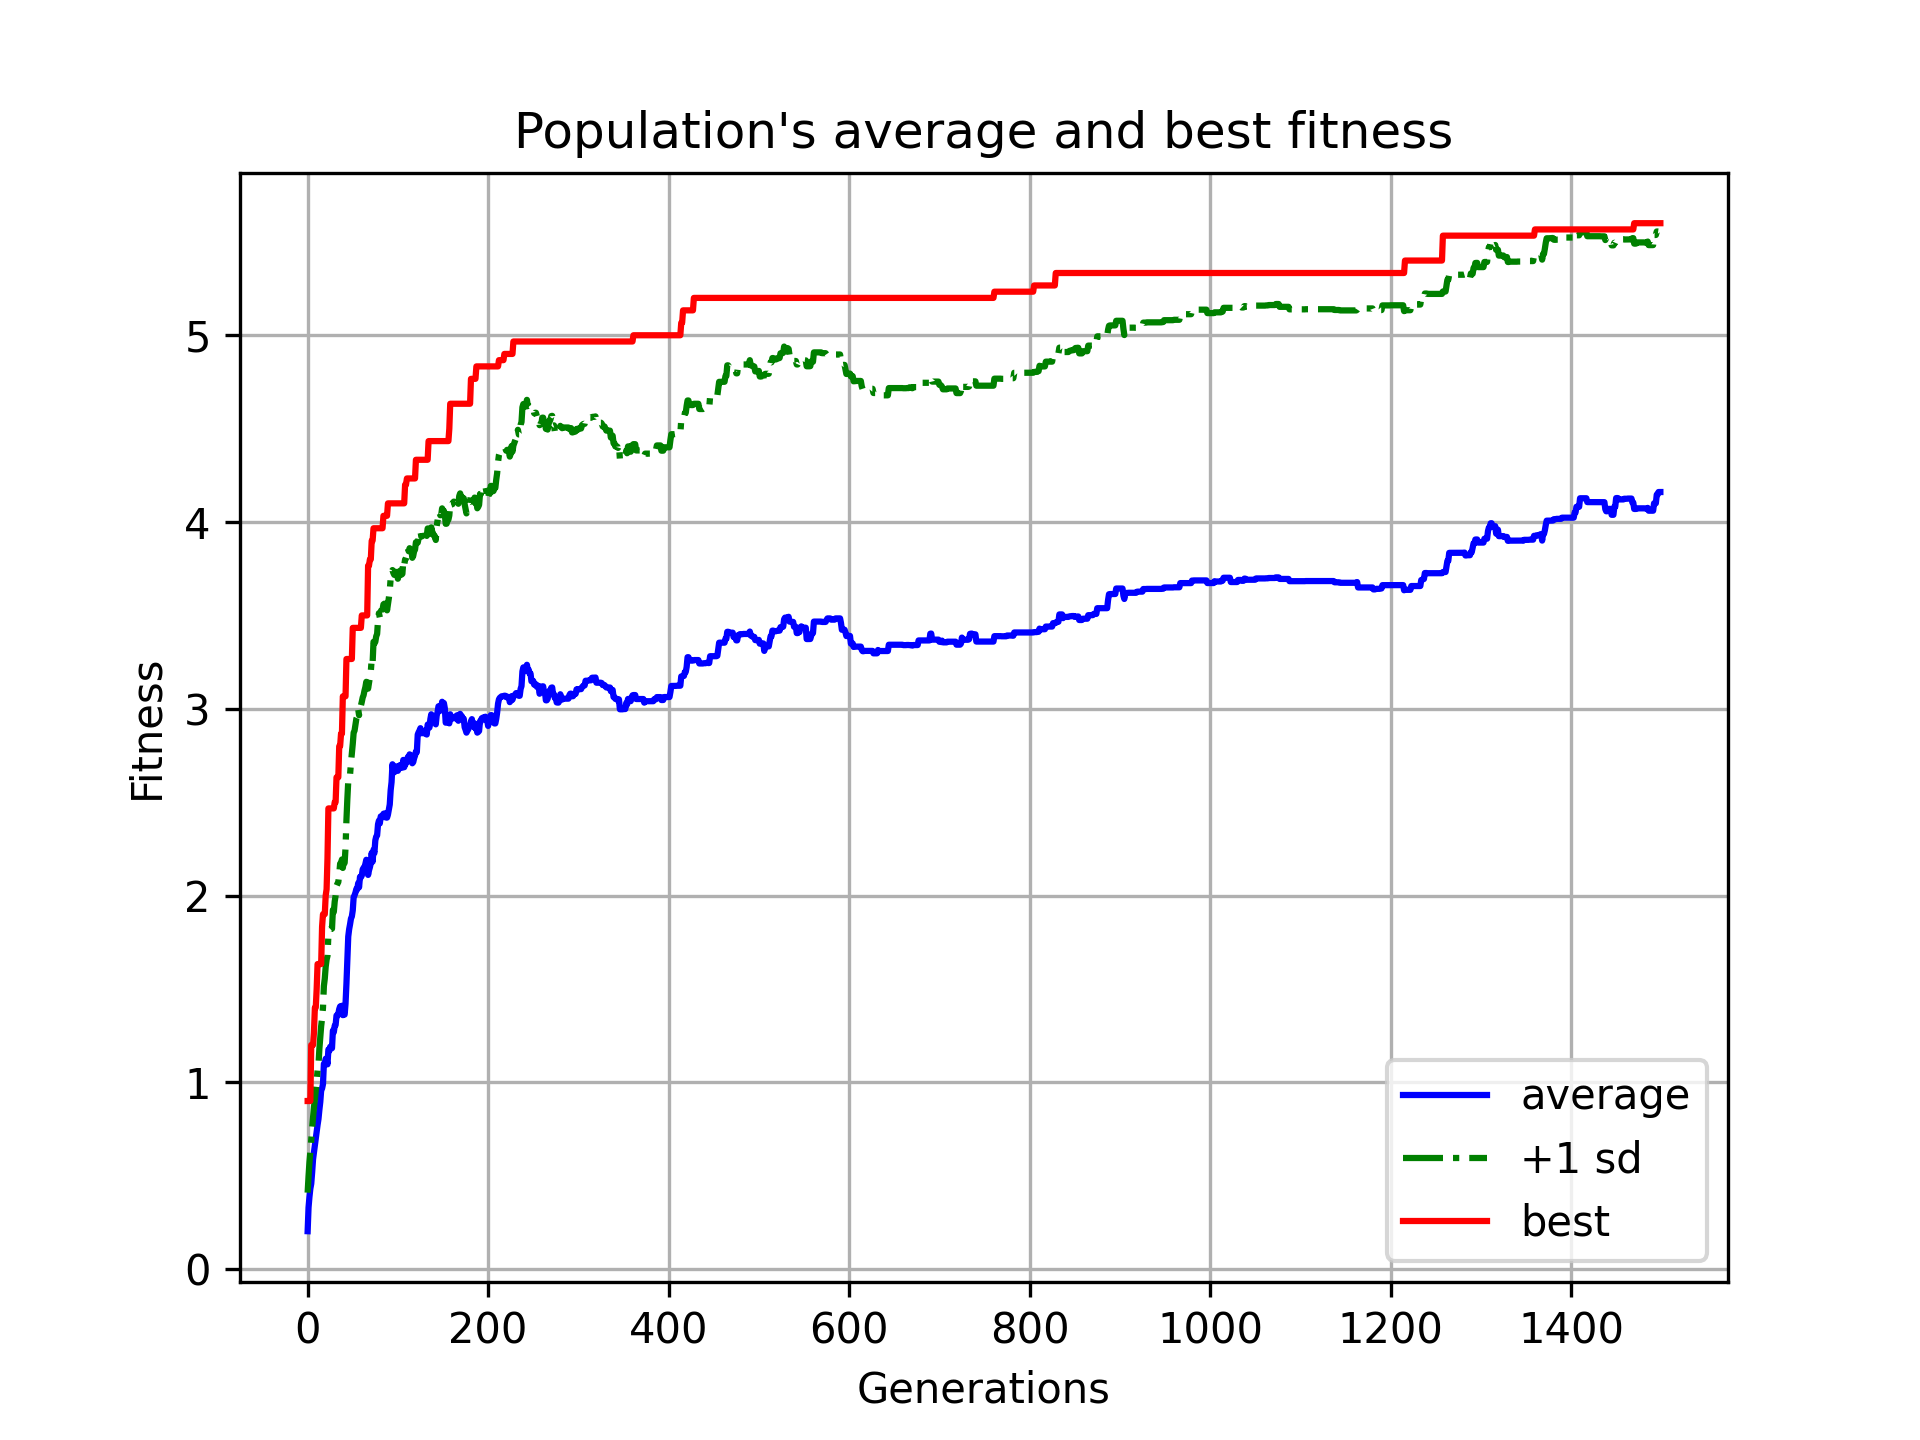 Population's average and best fitness
Fitness
5
4
3
2
1
0
0 200 400 600 800 1000 1200 1400
Generations
average
+1 sd
best